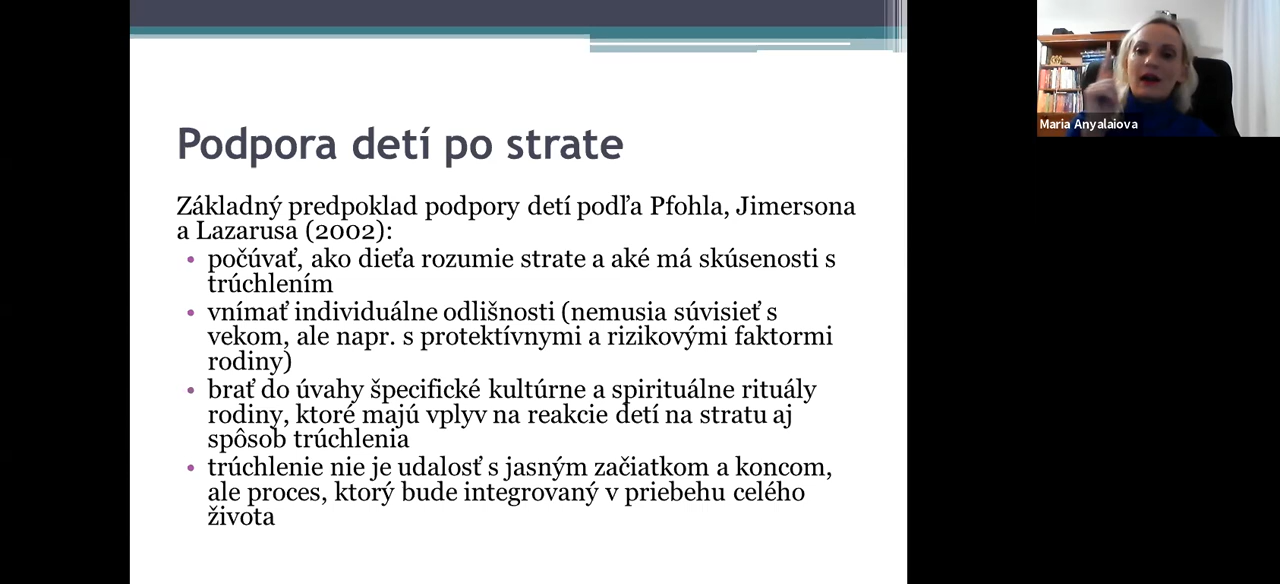 Podpora detí po strate
Základný predpoklad podpory detí podľa Pfohla, Jimersona
a Lazarusa (2002):
• počúvať, ako dieťa rozumie strate a aké má skúsenosti s
trúchlením
• vnímať individuálne odlišnosti (nemusia súvisieť s
vekom, ale napr. s protektívnymi a rizikovými faktormi
rodiny)
• brať do úvahy špecifické kultúrne a spirituálne rituály
rodiny, ktoré majú vplyv na reakcie detí na stratu aj
spôsob trúchlenia
• trúchlenie nie je udalosť s jasným začiatkom a koncom,
ale proces, ktorý bude integrovaný v priebehu celého
života
Maria Anyalaiova